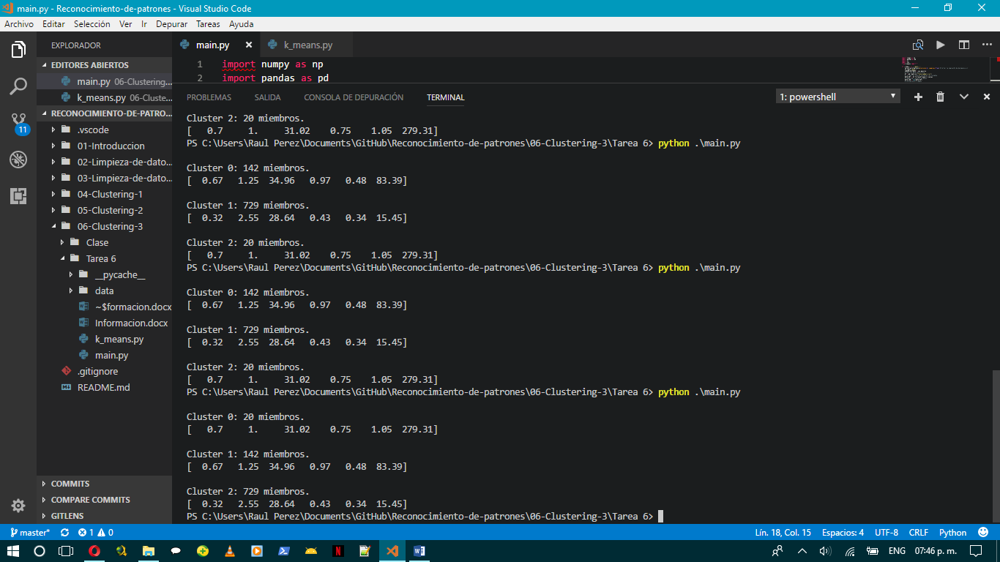 main.py - Reconocimiento-de-patrones - Visual Studio Code
Archivo Editar Selección Ver Ir Depurar Tareas Ayuda
EXPLORADOR
EDITORES ABIERTOS
main.py 06-Clustering...
k_means.py 06-Cluste...
RECONOCIMIENTO-DE-PATRO...
.vscode
01-Introduccion
02-Limpieza-de-dato...
03-Limpieza-de-dato...
04-Clustering-1
05-Clustering-2
06-Clustering-3
Clase
Tarea 6
__pycache__
data
~$formacion.docx
Informacion.docx
k_means.py
main.py
.gitignore
README.md
COMMITS
COMPARE COMMITS
GITLENS
11
main.py k_means.py
1 import numpy as np
2 import pandas as pd
PROBLEMAS SALIDA CONSOLA DE DEPURACIÓN TERMINAL 1: powershell
Cluster 2: 20 miembros.
[ 0.7 1. 31.02 0.75 1.05 279.31]
PS C:\Users\Raul Perez\Documents\GitHub\Reconocimiento-de-patrones\06-Clustering-3\Tarea 6> python .\main.py
Cluster 0: 142 miembros.
[ 0.67 1.25 34.96 0.97 0.48 83.39]
Cluster 1: 729 miembros.
[ 0.32 2.55 28.64 0.43 0.34 15.45]
Cluster 2: 20 miembros.
[ 0.7 1. 31.02 0.75 1.05 279.31]
PS C:\Users\Raul Perez\Documents\GitHub\Reconocimiento-de-patrones\06-Clustering-3\Tarea 6> python .\main.py
Cluster 0: 142 miembros.
[ 0.67 1.25 34.96 0.97 0.48 83.39]
Cluster 1: 729 miembros.
[ 0.32 2.55 28.64 0.43 0.34 15.45]
Cluster 2: 20 miembros.
[ 0.7 1. 31.02 0.75 1.05 279.31]
PS C:\Users\Raul Perez\Documents\GitHub\Reconocimiento-de-patrones\06-Clustering-3\Tarea 6> python .\main.py
Cluster 0: 20 miembros.
[ 0.7 1. 31.02 0.75 1.05 279.31]
Cluster 1: 142 miembros.
[ 0.67 1.25 34.96 0.97 0.48 83.39]
Cluster 2: 729 miembros.
[ 0.32 2.55 28.64 0.43 0.34 15.45]
PS C:\Users\Raul Perez\Documents\GitHub\Reconocimiento-de-patrones\06-Clustering-3\Tarea 6>
master* 1 0 Lín. 18, Col. 15 Espacios: 4 UTF-8 CRLF Python
ENG 07:46 p. m.